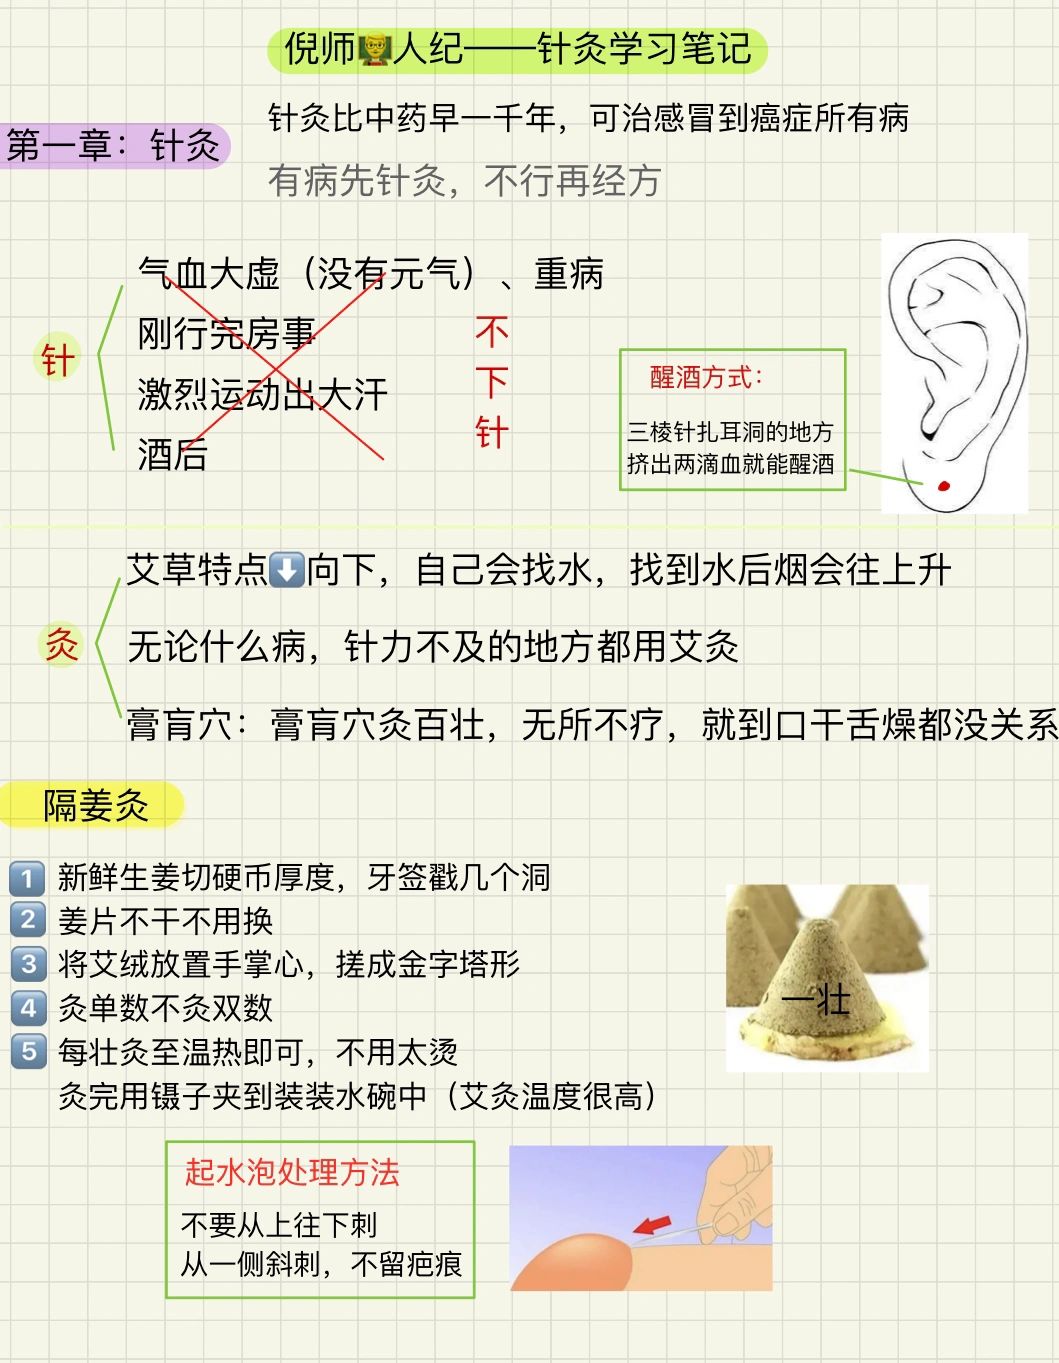 倪师👨‍🏫人纪——针灸学习笔记
针灸比中药早一千年，可治感冒到癌症所有病
第一章：针灸
有病先针灸，不行再经方
气血大虚（没有元气）、重病
刚行完房事
针
激烈运动出大汗
酒后
不
下
针
醒酒方式：
三棱针扎耳洞的地方
挤出两滴血就能醒酒
艾草特点⬇️向下，自己会找水，找到水后烟会往上升
灸
无论什么病，针力不及的地方都用艾灸
膏肓穴：膏肓穴灸百壮，无所不疗，就到口干舌燥都没关系
隔姜灸
1 新鲜生姜切硬币厚度，牙签戳几个洞
2 姜片不干不用换
3 将艾绒放置手掌心，搓成金字塔形
4 灸单数不灸双数
5 每壮灸至温热即可，不用太烫
灸完用镊子夹到装装水碗中（艾灸温度很高）
一壮
起水泡处理方法
不要从上往下刺
从一侧斜刺，不留疤痕